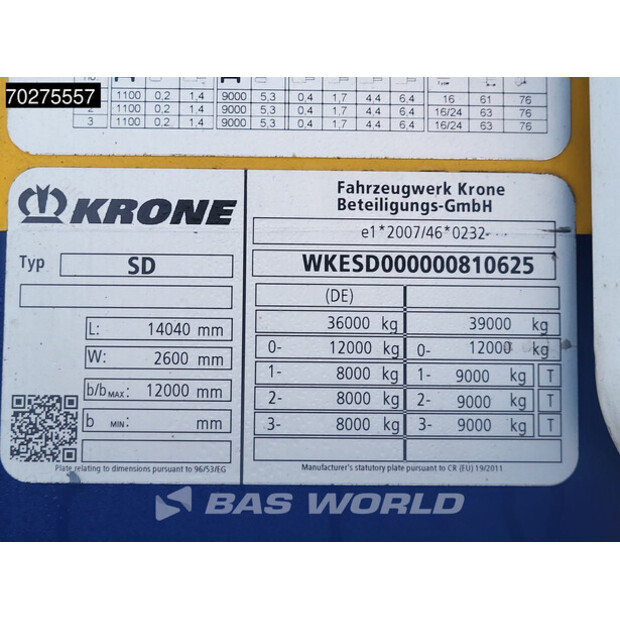 70275557
1100 0,2 1,4 9000 5,3 0,4 1,7 4,4 6,4 16 61 76
2 1100 0,2 1,4 9000 5,3 0,4 1,7 4,4 6,4 16/24 63 76
3 1100 0,2 1,4 9000 5,3 0,4 1,7 4,4 6,4 16/24 63 76
KRONE
Fahrzeugwerk Krone
Beteiligungs-GmbH
e1*2007/46*0232-
Typ SD
WKESD000000810625
(DE)
L: 14040 mm
36000 kg 39000 kg
W: 2600 mm
0- 12000 kg 0- 12000 kg
b/bMAX: 12000 mm
1- 8000 kg 1- 9000 kg T
b MIN: mm
2- 8000 kg 2- 9000 kg T
3- 8000 kg 3- 9000 kg T
Plate relating to dimensions pursuant to 96/53/EG
Manufacturer's statutory plate pursuant to CR (EU) 19/2011
BAS WORLD